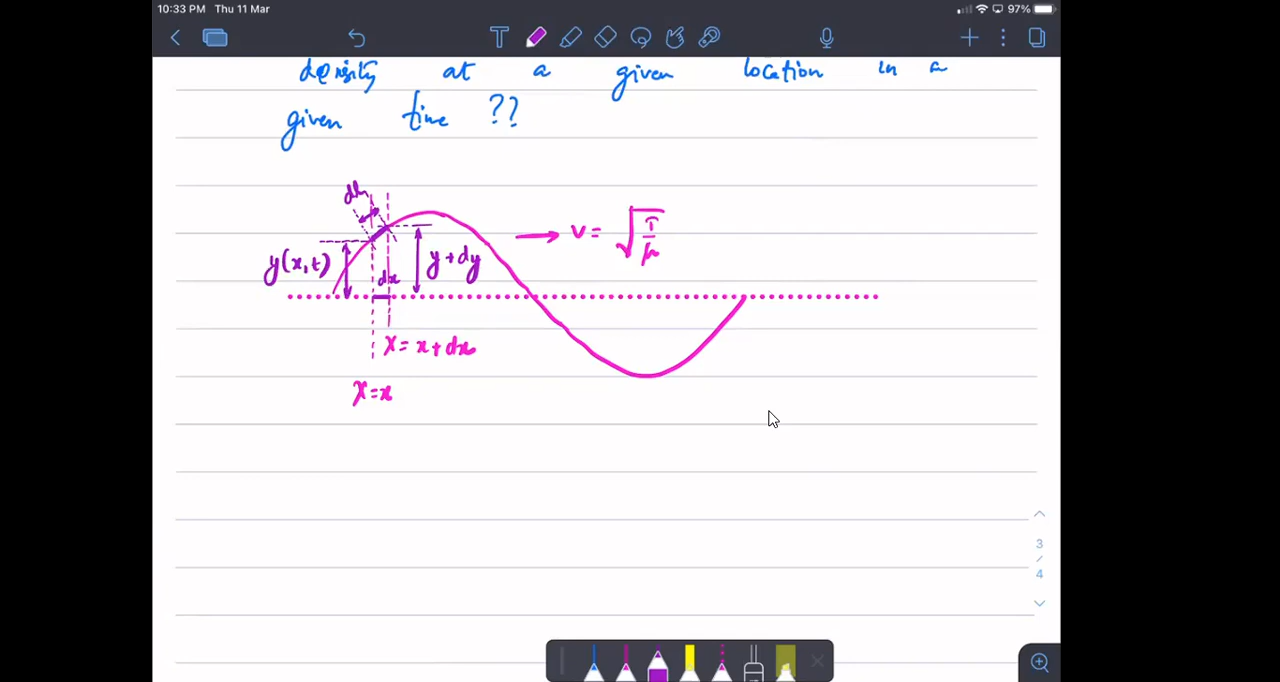 10:33 PM Thu 11 Mar
97%
density at a given location in a
given time ??
dh
y(x,t)
dx
y+dy
v = √(T/μ)
x = x + dx
x = x
3
/
4